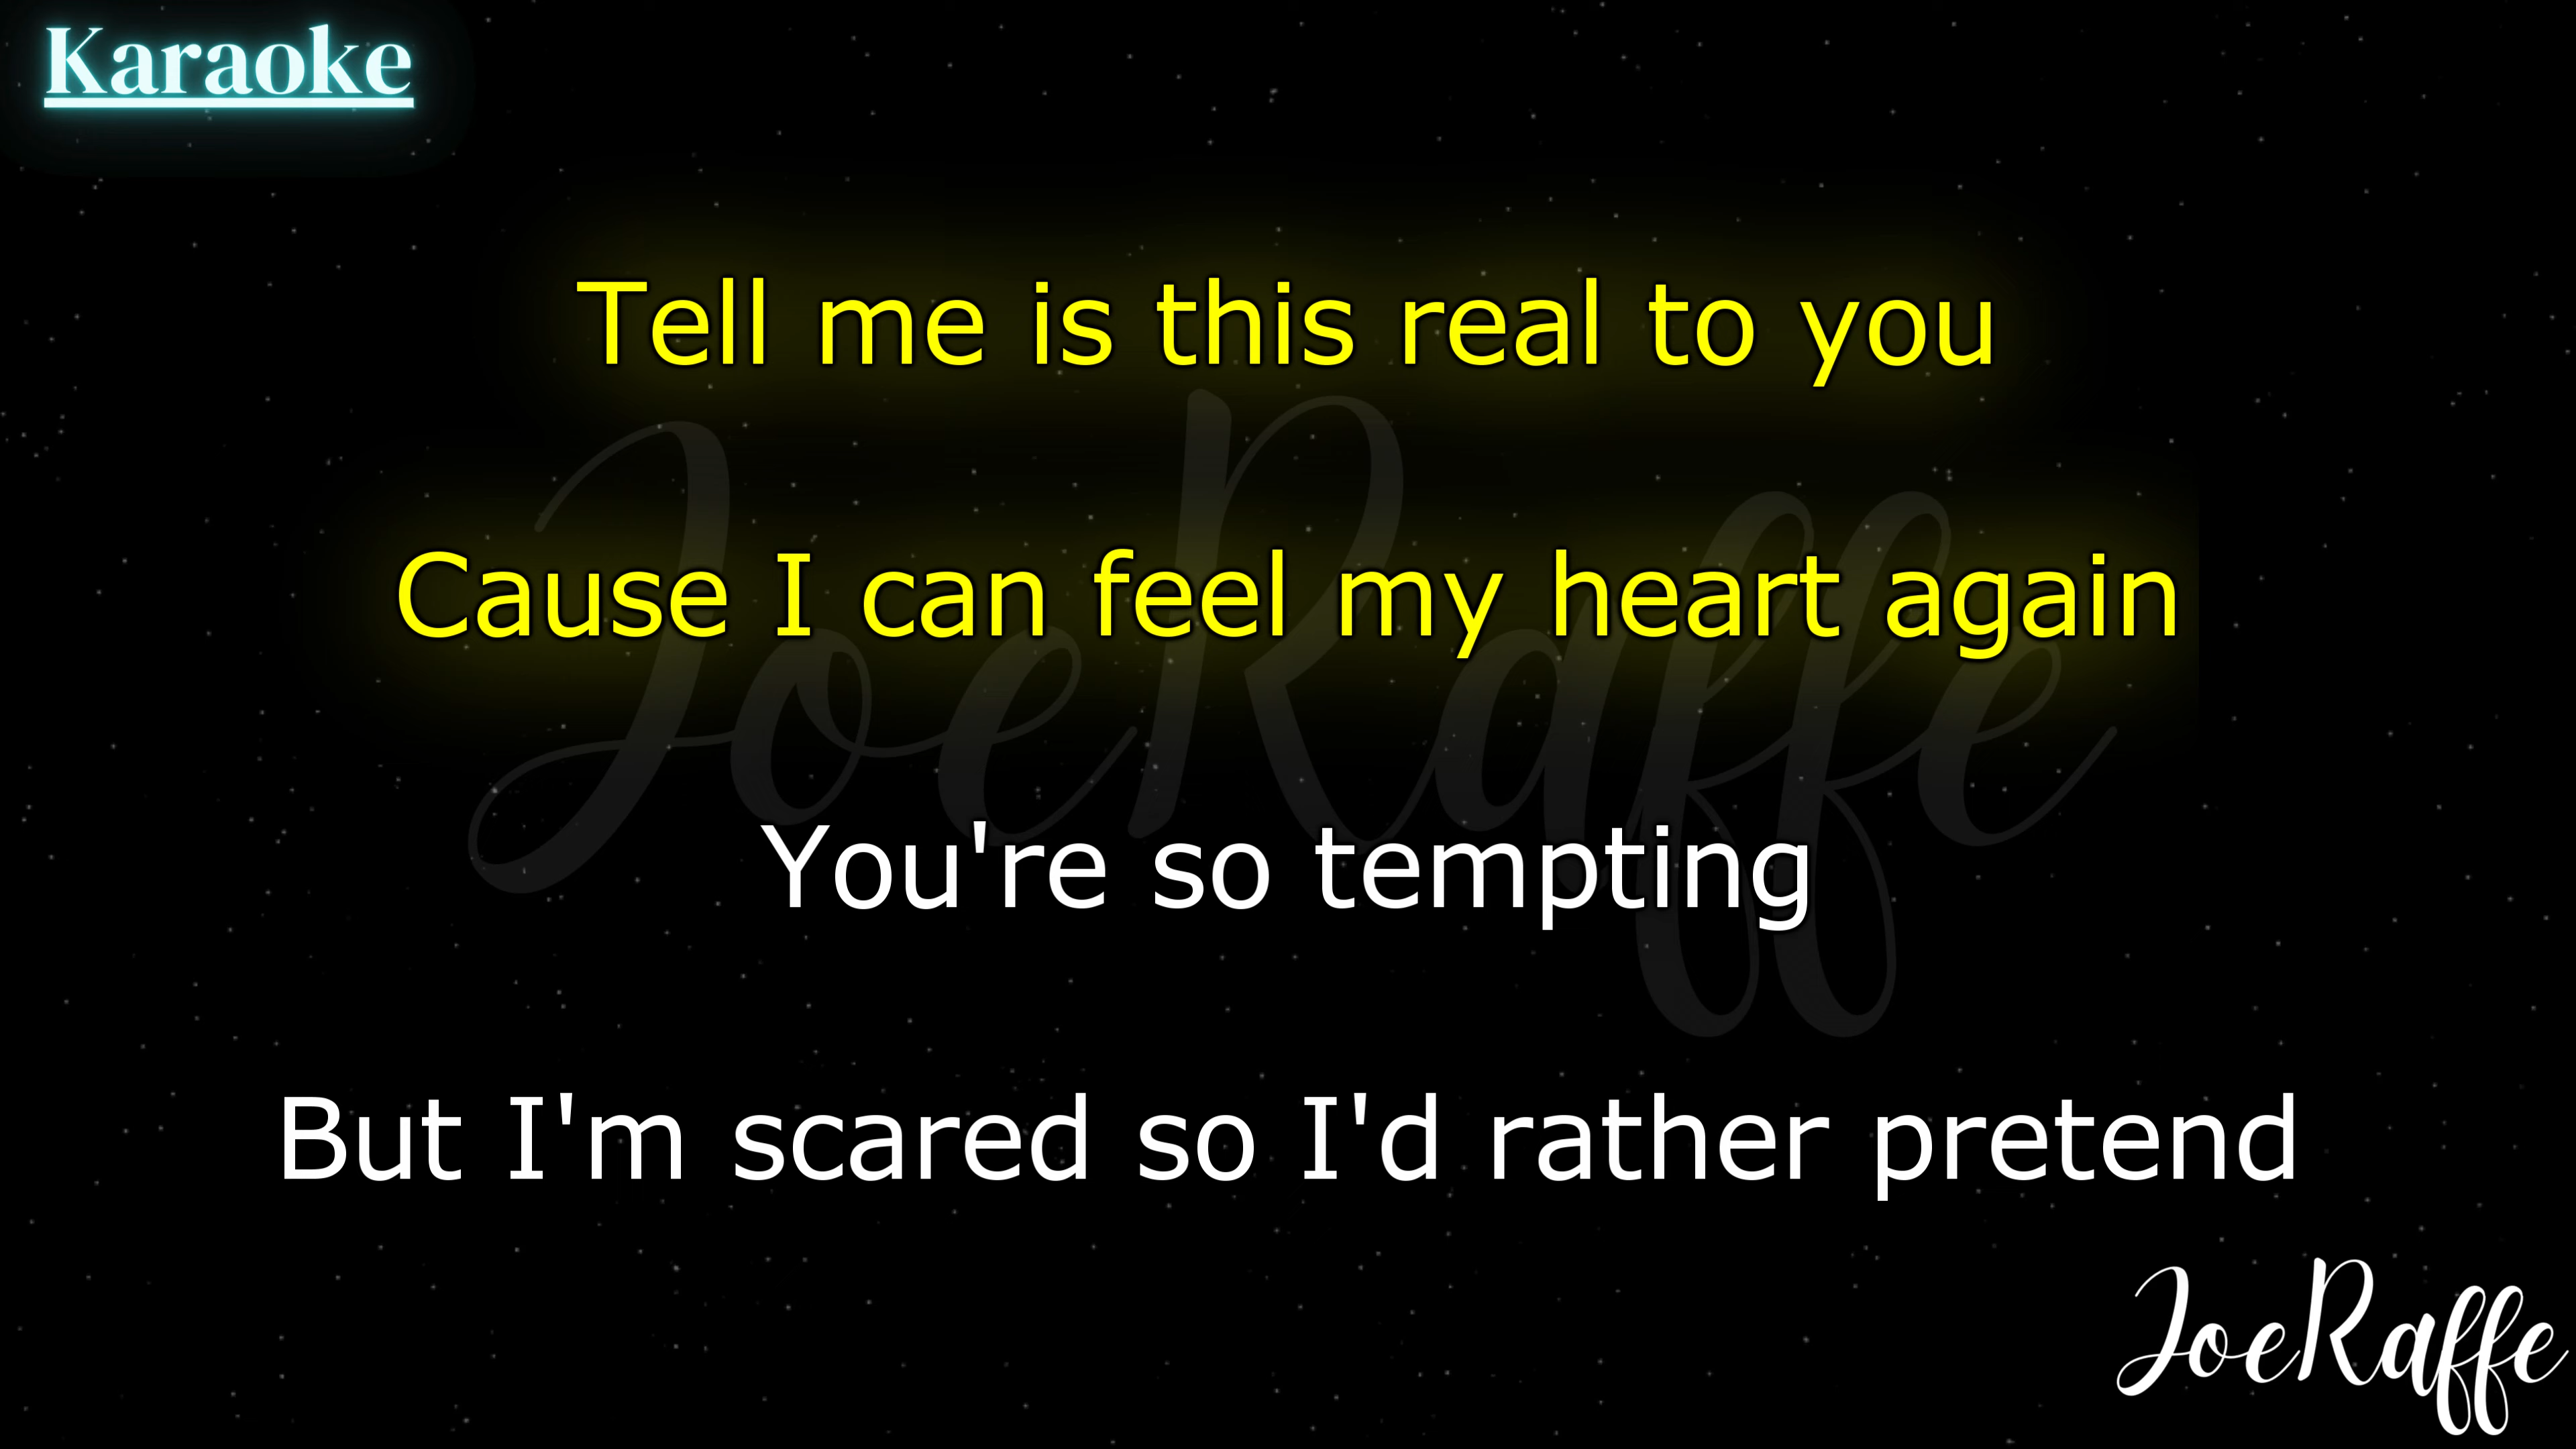 Karaoke
Tell me is this real to you
Cause I can feel my heart again
You're so tempting
But I'm scared so I'd rather pretend
JoeRaffe
JoeRaffe